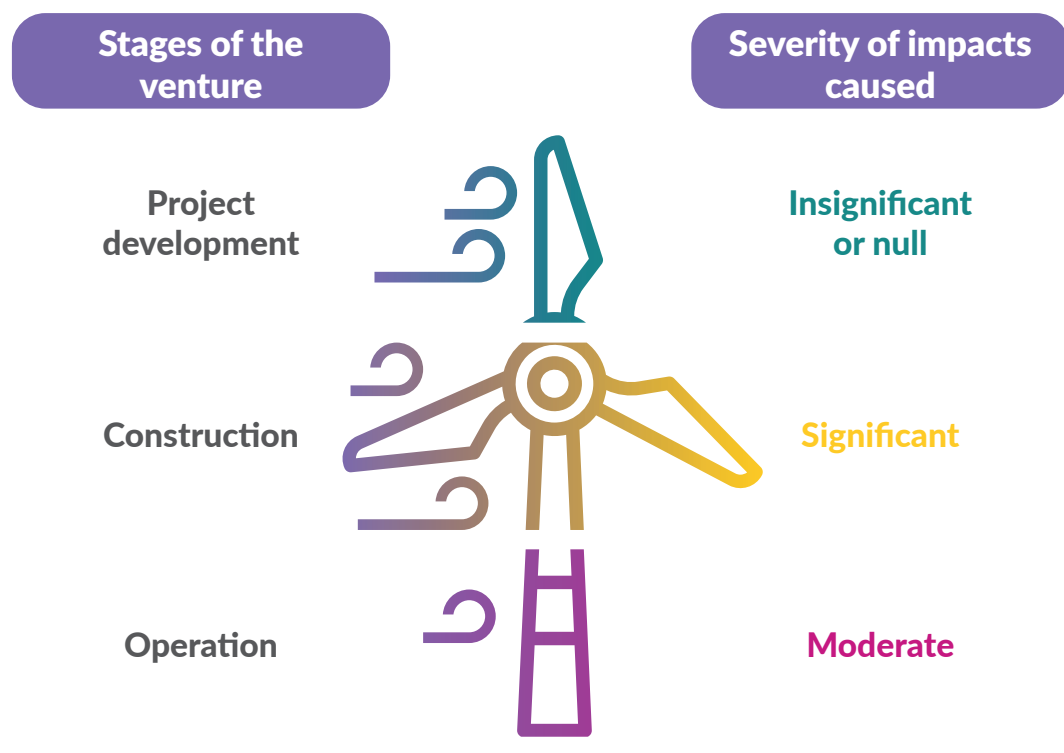 Stages of the
venture
Severity of impacts
caused
Project
development
Insignificant
or null
Construction
Significant
Operation
Moderate